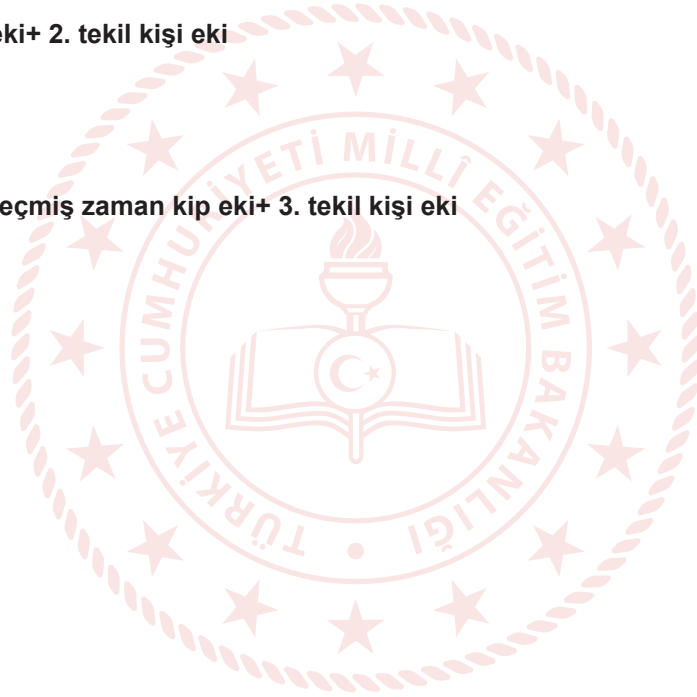 eki+ 2. tekil kişi eki
eçmiş zaman kip eki+ 3. tekil kişi eki
TÜRKİYE CUMHURİYETİ MİLLÎ EĞİTİM BAKANLIĞI